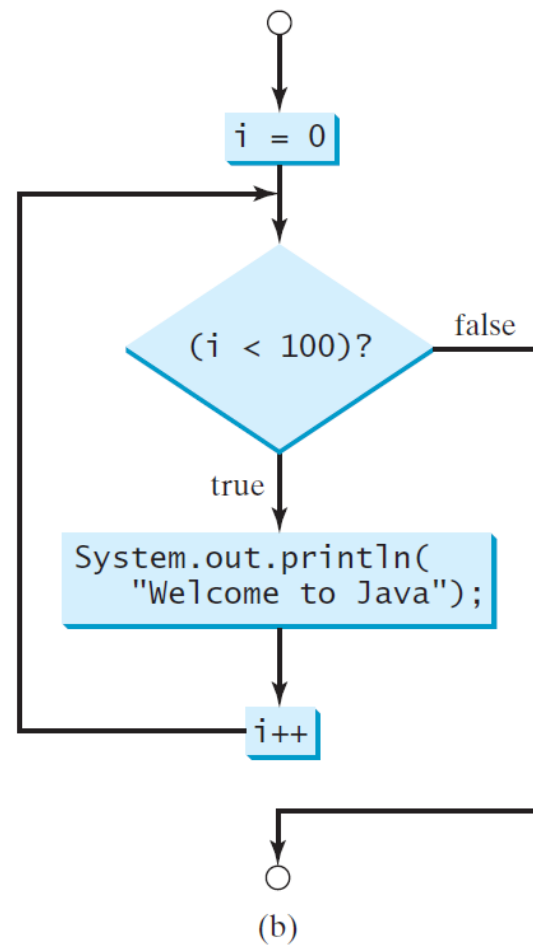 i = 0
(i < 100)?
false
true
System.out.println(
"Welcome to Java");
i++
(b)